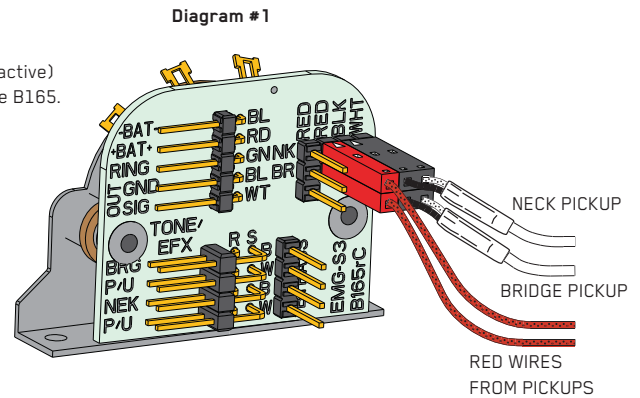 Diagram #1
active)
e B165.
-BAT-
+BAT+
RING
GND
SIG
OUT
BL
RD
GN
BL
WT
NK
BR
RED
RED
BLK
WHT
TONE/
EFX
BRG
P/U
NEK
P/U
R S
B
W
B
W
EMG-S3
B165rC
NECK PICKUP
BRIDGE PICKUP
RED WIRES
FROM PICKUPS